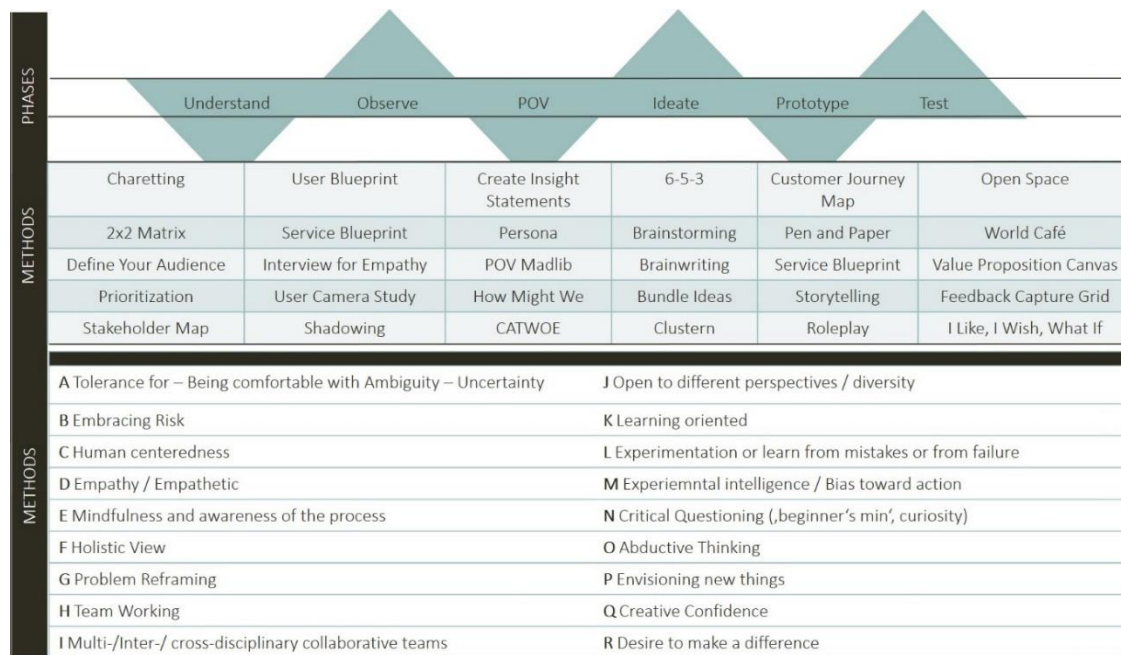 PHASES
Understand Observe POV Ideate Prototype Test
METHODS
Charetting User Blueprint Create Insight Statements 6-5-3 Customer Journey Map Open Space
2x2 Matrix Service Blueprint Persona Brainstorming Pen and Paper World Café
Define Your Audience Interview for Empathy POV Madlib Brainwriting Service Blueprint Value Proposition Canvas
Prioritization User Camera Study How Might We Bundle Ideas Storytelling Feedback Capture Grid
Stakeholder Map Shadowing CATWOE Clustern Roleplay I Like, I Wish, What If
METHODS
A Tolerance for – Being comfortable with Ambiguity – Uncertainty J Open to different perspectives / diversity
B Embracing Risk K Learning oriented
C Human centeredness L Experimentation or learn from mistakes or from failure
D Empathy / Empathetic M Experiemntal intelligence / Bias toward action
E Mindfulness and awareness of the process N Critical Questioning (‚beginner‘s min‘, curiosity)
F Holistic View O Abductive Thinking
G Problem Reframing P Envisioning new things
H Team Working Q Creative Confidence
I Multi-/Inter-/ cross-disciplinary collaborative teams R Desire to make a difference